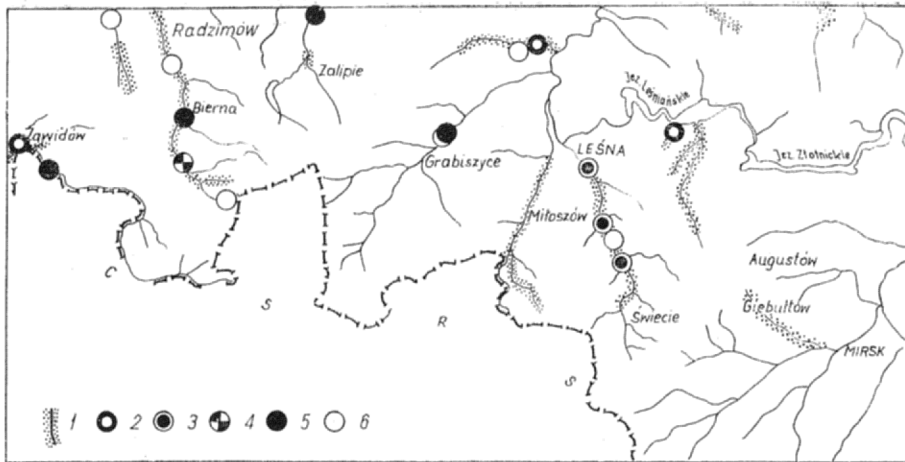 Radzimów
Zalipie
Jez. Leśniańskie
Bierna
Zawidów
LEŚNA
Jez. Złotnickie
Grabiszyce
Miłoszów
Augustów
C
S
R
S
Giebułtów
Świecie
MIRSK
1 2 3 4 5 6